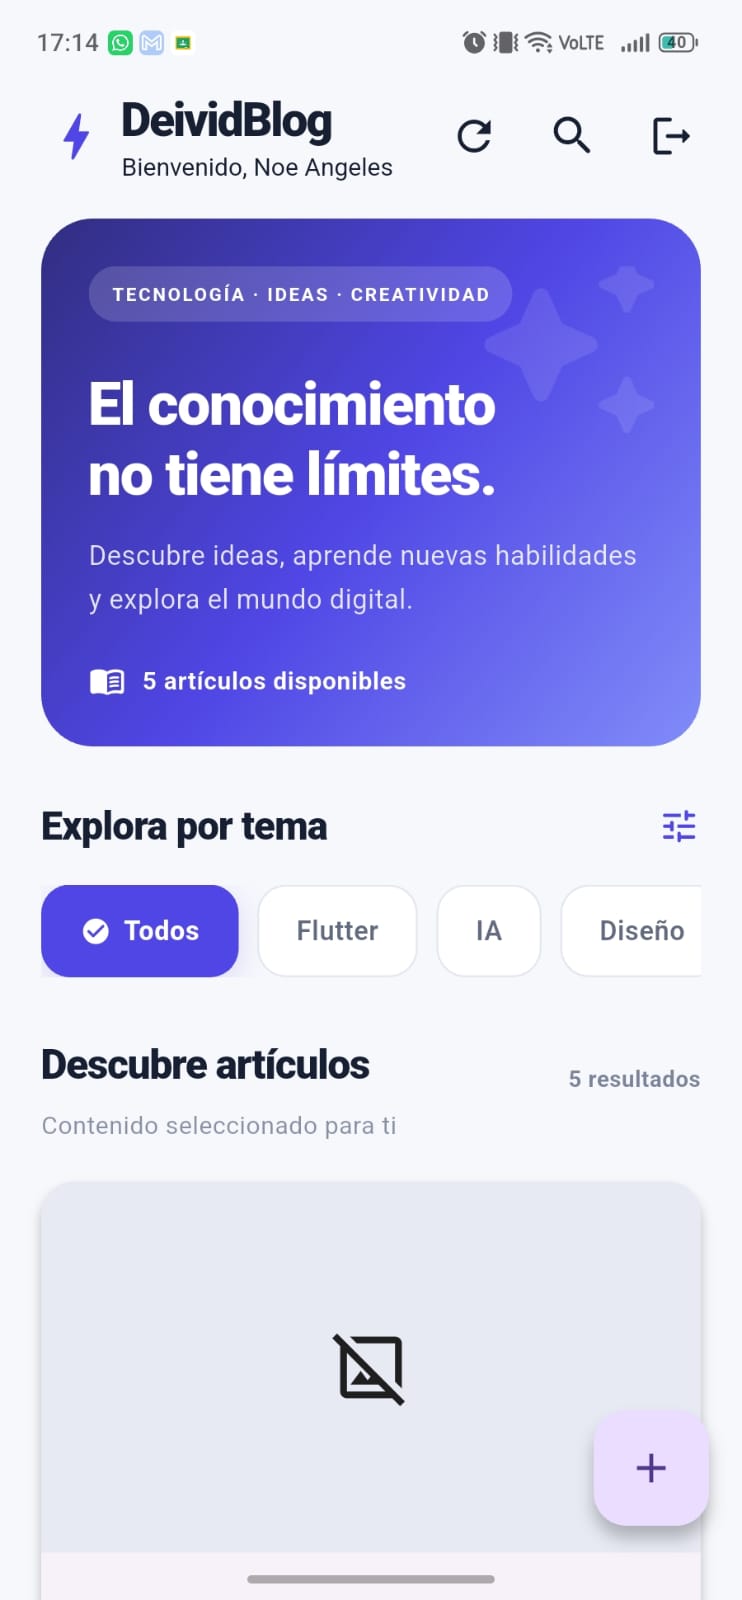 17:14
VoLTE
40
DeividBlog
Bienvenido, Noe Angeles
TECNOLOGÍA · IDEAS · CREATIVIDAD
El conocimiento
no tiene límites.
Descubre ideas, aprende nuevas habilidades
y explora el mundo digital.
5 artículos disponibles
Explora por tema
Todos
Flutter
IA
Diseño
Descubre artículos
5 resultados
Contenido seleccionado para ti